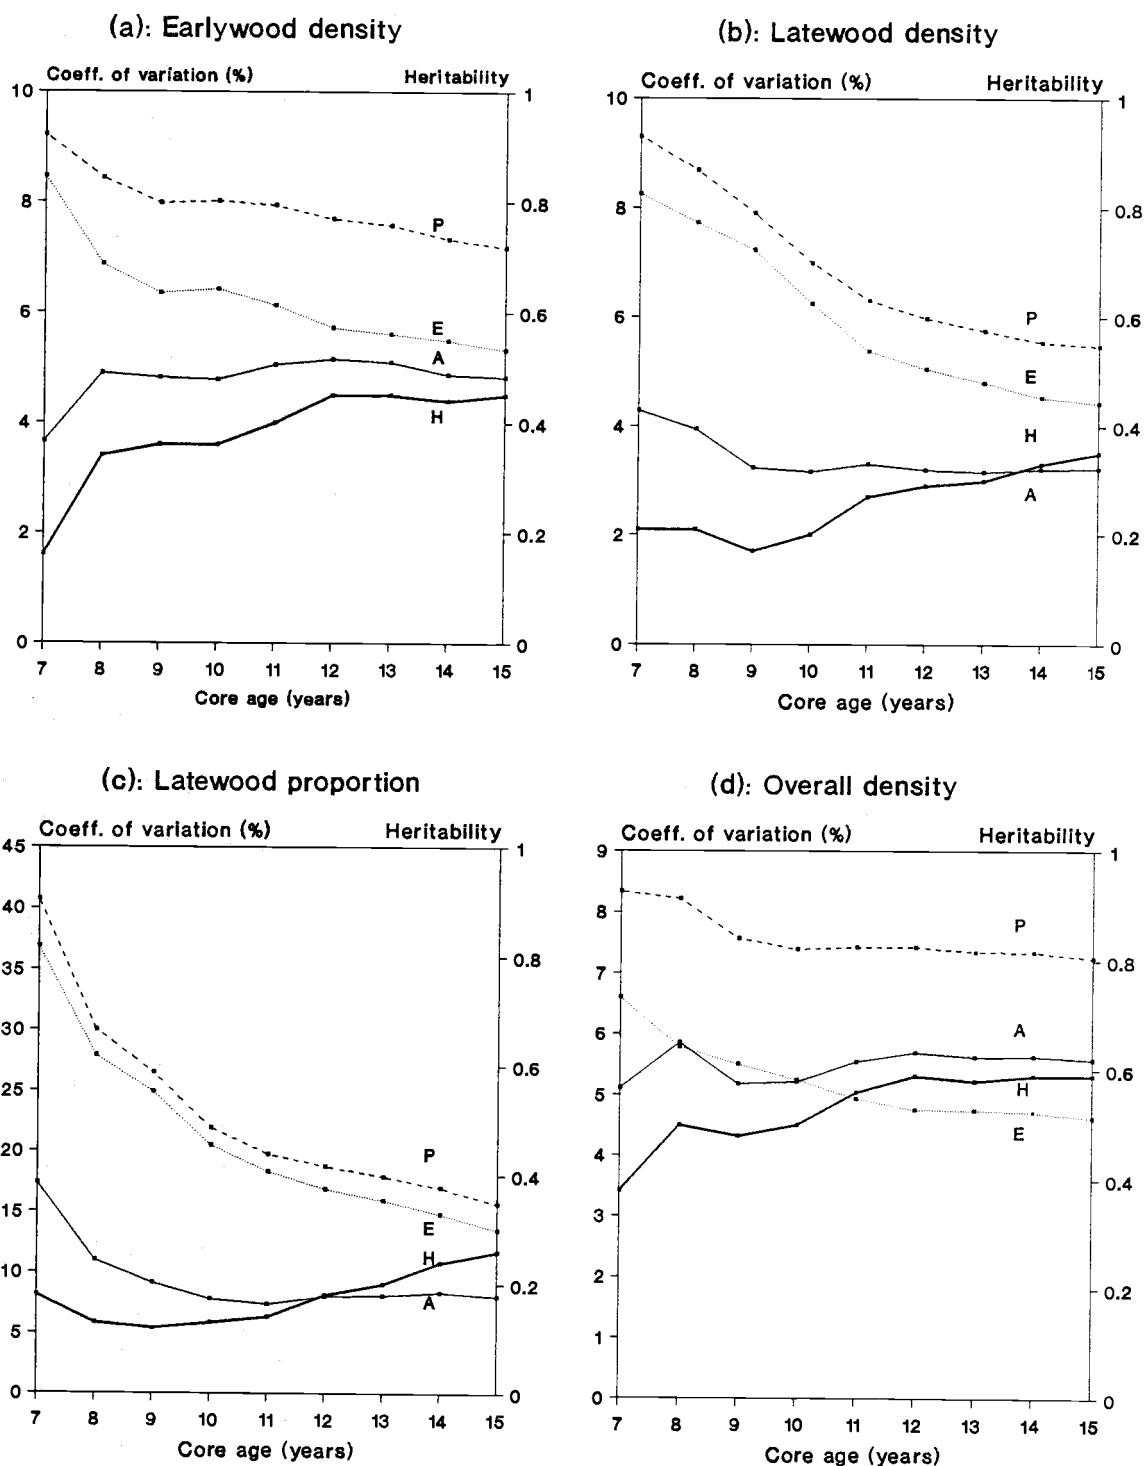 (a): Earlywood density
Coeff. of variation (%) Heritability
10 1
8 0.8
P
6 0.6
E
A
4 0.4
H
2 0.2
0 0
7 8 9 10 11 12 13 14 15
Core age (years)
(b): Latewood density
Coeff. of variation (%) Heritability
10 1
8 0.8
6 0.6
P
E
4 0.4
H
A
2 0.2
0 0
7 8 9 10 11 12 13 14 15
Core age (years)
(c): Latewood proportion
Coeff. of variation (%) Heritability
45 1
40
35 0.8
30
25 0.6
20
P 0.4
15
E
10 H
0.2
A
5
0 0
7 8 9 10 11 12 13 14 15
Core age (years)
(d): Overall density
Coeff. of variation (%) Heritability
9 1
8
P
7 0.8
6 A
0.6
5 H
E
4
0.4
3
2 0.2
1
0 0
7 8 9 10 11 12 13 14 15
Core age (years)